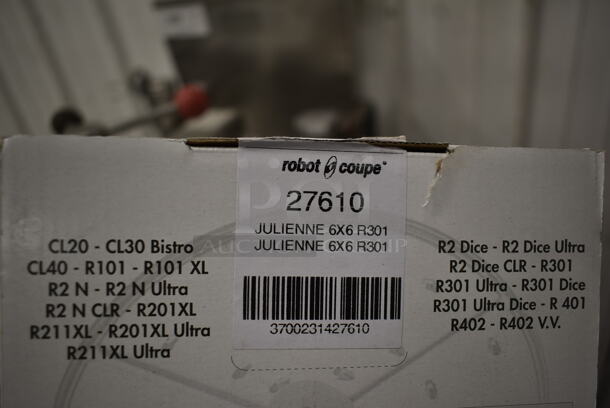 robot coupe
27610
JULIENNE 6X6 R301
JULIENNE 6X6 R301
3700231427610
CL20 - CL30 Bistro
CL40 - R101 - R101 XL
R2 N - R2 N Ultra
R2 N CLR - R201XL
R211XL - R201XL Ultra
R211XL Ultra
R2 Dice - R2 Dice Ultra
R2 Dice CLR - R301
R301 Ultra - R301 Dice
R301 Ultra Dice - R 401
R402 - R402 V.V.